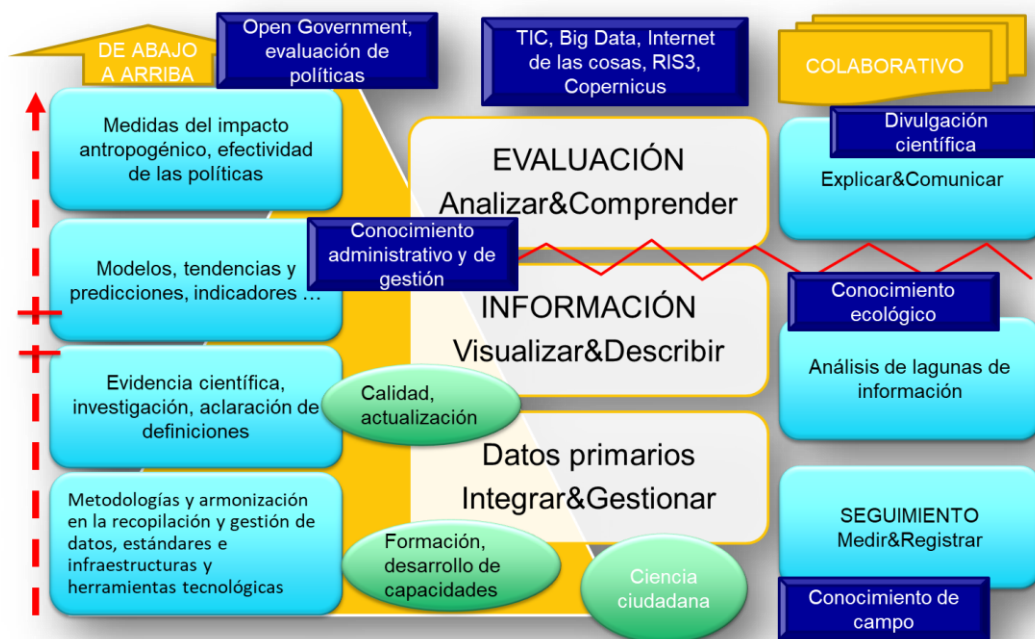 DE ABAJO
A ARRIBA
Open Government,
evaluación de
políticas
TIC, Big Data, Internet
de las cosas, RIS3,
Copernicus
COLABORATIVO
Medidas del impacto
antropogénico, efectividad
de las políticas
EVALUACIÓN
Analizar&Comprender
Divulgación
científica
Explicar&Comunicar
Conocimiento
administrativo y de
gestión
Modelos, tendencias y
predicciones, indicadores …
INFORMACIÓN
Visualizar&Describir
Conocimiento
ecológico
Análisis de lagunas de
información
Evidencia científica,
investigación, aclaración de
definiciones
Calidad,
actualización
Datos primarios
Integrar&Gestionar
Metodologías y armonización
en la recopilación y gestión de
datos, estándares e
infraestructuras y
herramientas tecnológicas
Formación,
desarrollo de
capacidades
Ciencia
ciudadana
SEGUIMIENTO
Medir&Registrar
Conocimiento de
campo